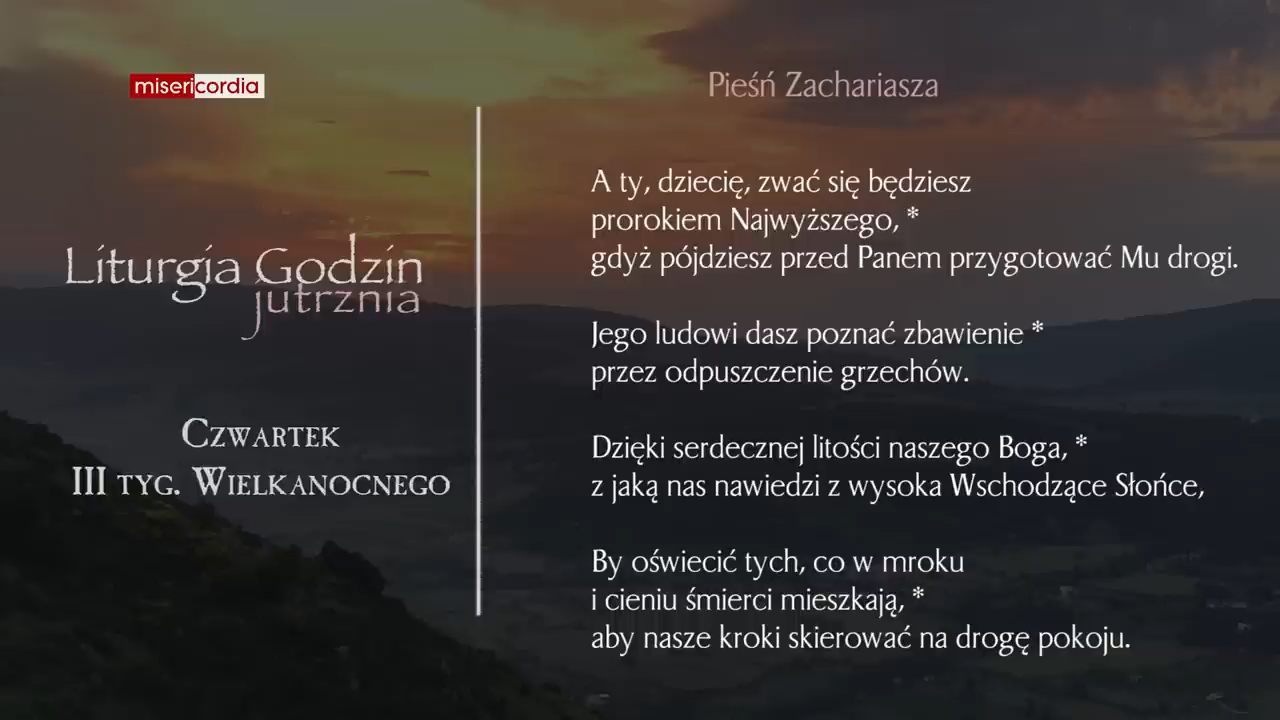 misericordia
Liturgia Godzin
jutrznia
Czwartek
III tyg. Wielkanocnego
Pieśń Zachariasza
A ty, dziecię, zwać się będziesz
prorokiem Najwyższego, *
gdyż pójdziesz przed Panem przygotować Mu drogi.
Jego ludowi dasz poznać zbawienie *
przez odpuszczenie grzechów.
Dzięki serdecznej litości naszego Boga, *
z jaką nas nawiedzi z wysoka Wschodzące Słońce,
By oświecić tych, co w mroku
i cieniu śmierci mieszkają, *
aby nasze kroki skierować na drogę pokoju.